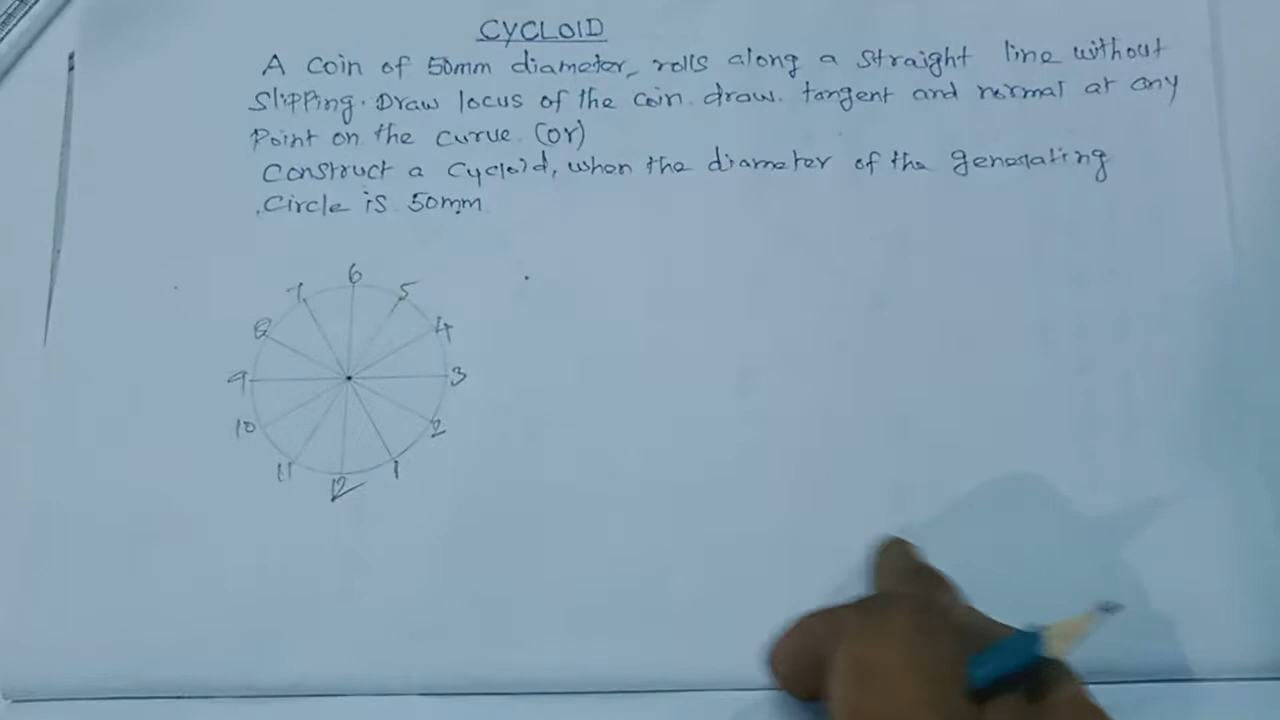 CYCLOID
A coin of 50mm diameter, rolls along a straight line without
slipping. Draw locus of the coin. draw. tangent and normal at any
point on the curve. (or)
construct a cycloid, when the diameter of the generating
circle is 50mm
6
7 5
8 4
9 3
10 2
11 1
12